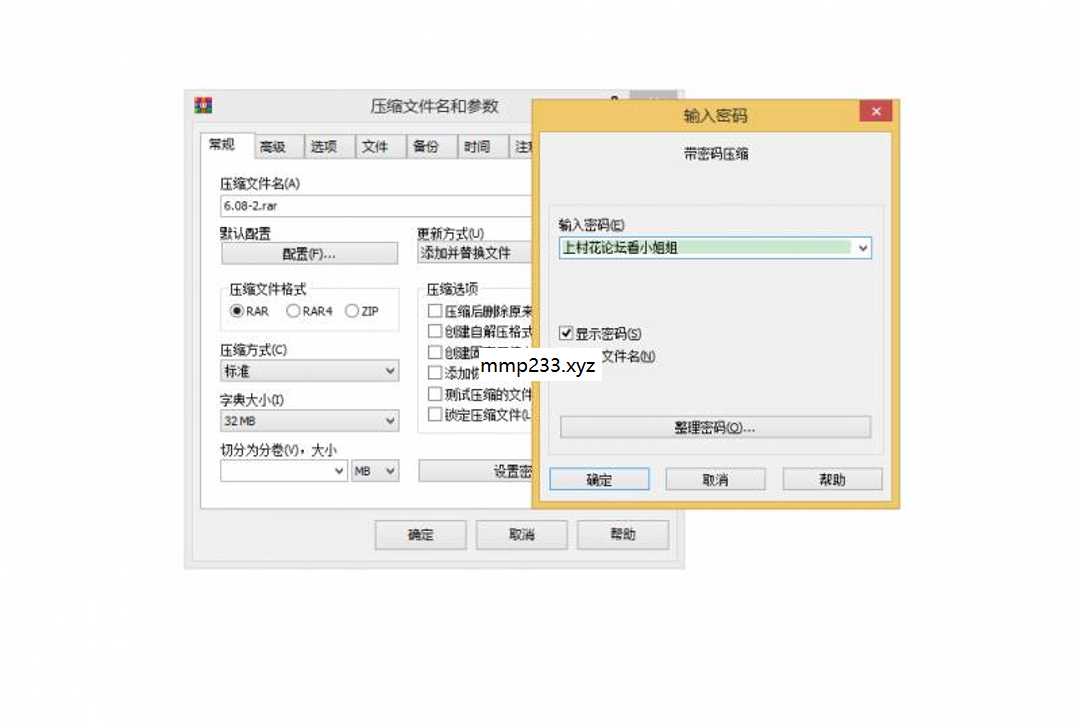 压缩文件名和参数
常规 高级 选项 文件 备份 时间
压缩文件名(A)
6.08-2.rar
默认配置
配置(F)...
更新方式(U)
添加并替换文件
压缩文件格式
RAR RAR4 ZIP
压缩方式(C)
标准
字典大小(I)
32 MB
切分为分卷(V)，大小
MB
压缩选项
压缩后删除原来
创建自解压格式
创建固
添加
测试压缩的文件
锁定压缩文件(L
设置密
确定 取消 帮助
输入密码
带密码压缩
输入密码(E)
上村花论坛看小姐姐
显示密码(S)
文件名(N)
整理密码(O)...
确定 取消 帮助
mmp233.xyz